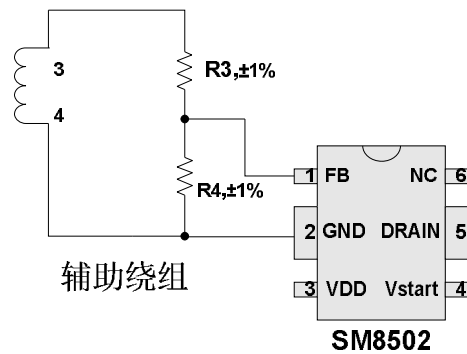 3
R3,±1%
4
R4,±1%
1 FB NC 6
2 GND DRAIN 5
3 VDD Vstart 4
辅助绕组
SM8502